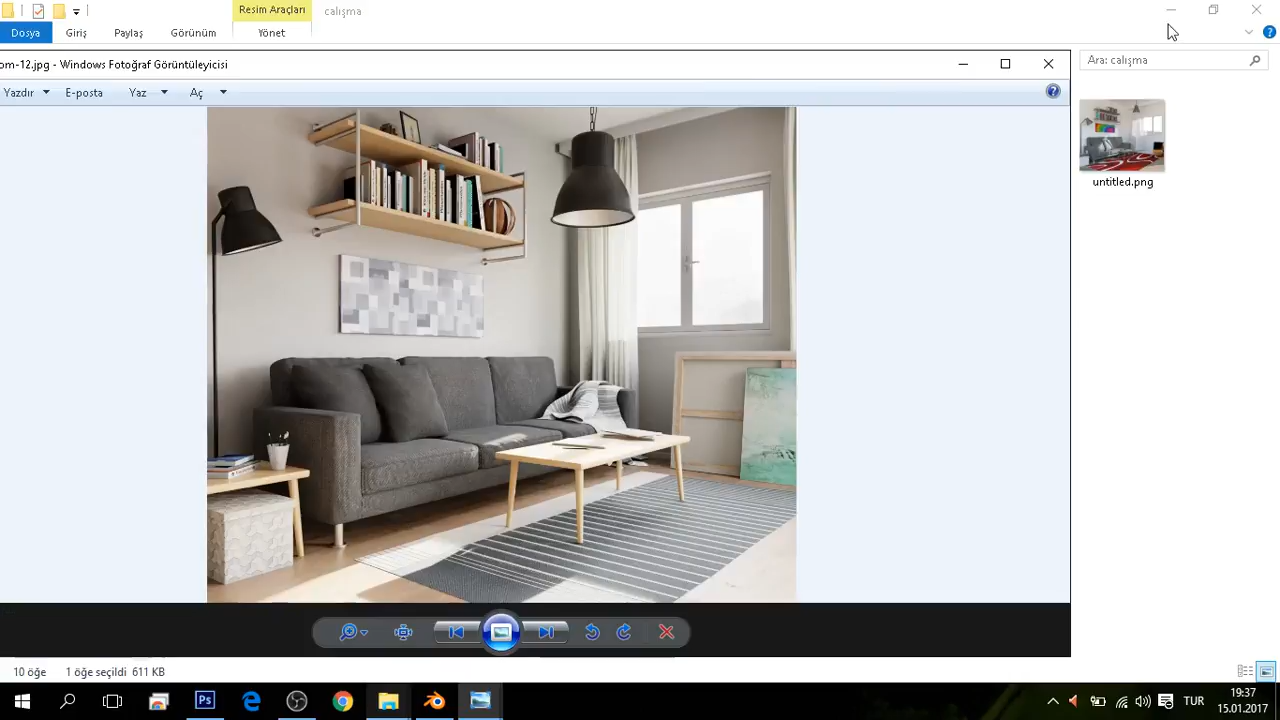 Resim Araçları
calışma
Dosya
Giriş
Paylaş
Görünüm
Yönet
om-12.jpg - Windows Fotoğraf Görüntüleyicisi
Ara: calışma
Yazdır
E-posta
Yaz
Aç
untitled.png
10 öğe
1 öğe seçildi 611 KB
Ps
TUR
19:37
15.01.2017